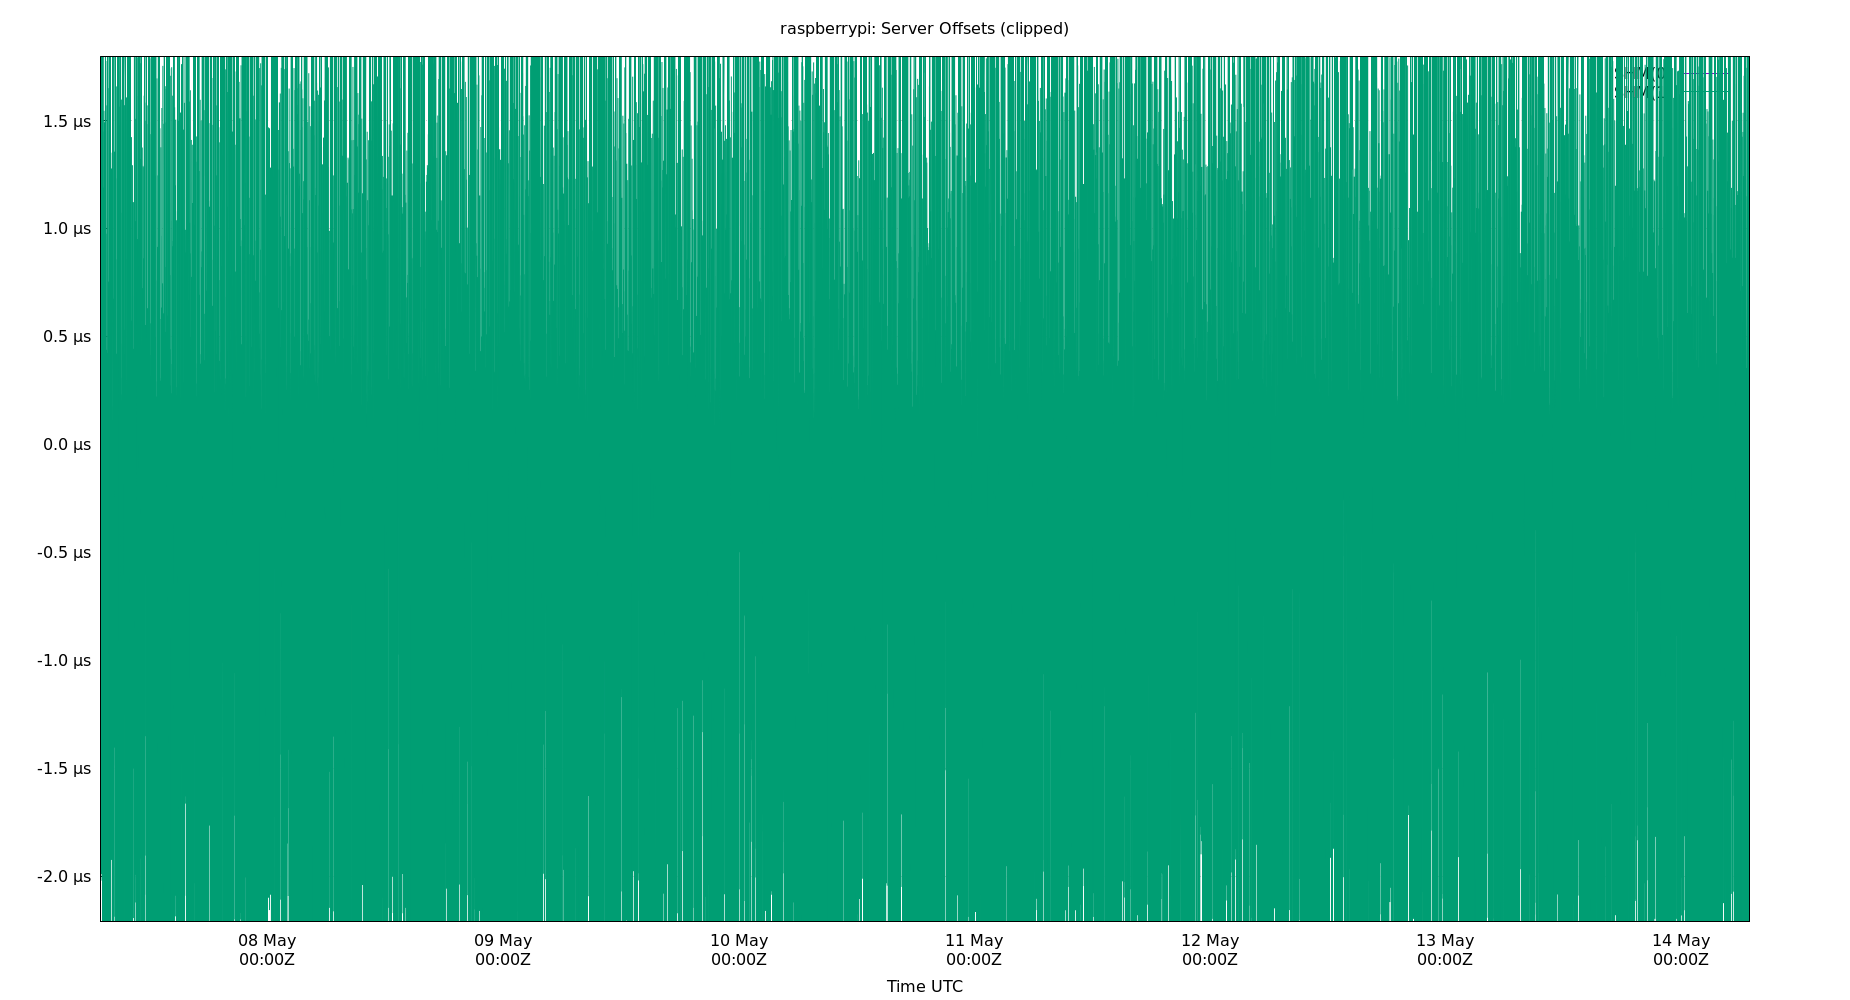 raspberrypi: Server Offsets (clipped)
1.5 µs
1.0 µs
0.5 µs
0.0 µs
-0.5 µs
-1.0 µs
-1.5 µs
-2.0 µs
08 May
00:00Z
09 May
00:00Z
10 May
00:00Z
11 May
00:00Z
12 May
00:00Z
13 May
00:00Z
14 May
00:00Z
Time UTC